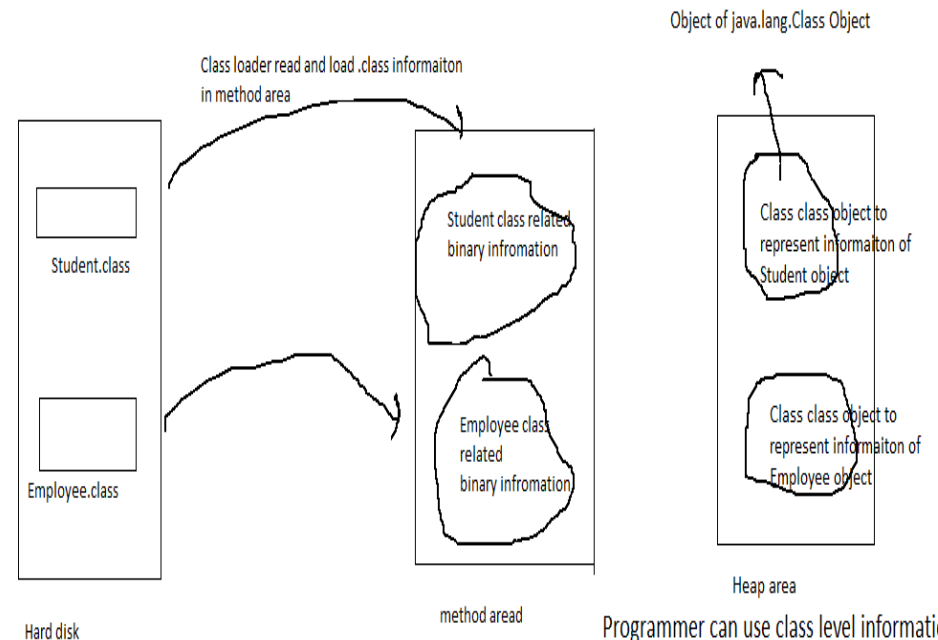 Object of java.lang.Class Object
Class loader read and load .class informaiton
in method area
Student.class
Employee.class
Hard disk
Student class related
binary infromation
Employee class
related
binary infromation
method aread
Class class object to
represent informaiton of
Student object
Class class object to
represent informaiton of
Employee object
Heap area
Programmer can use class level informatio